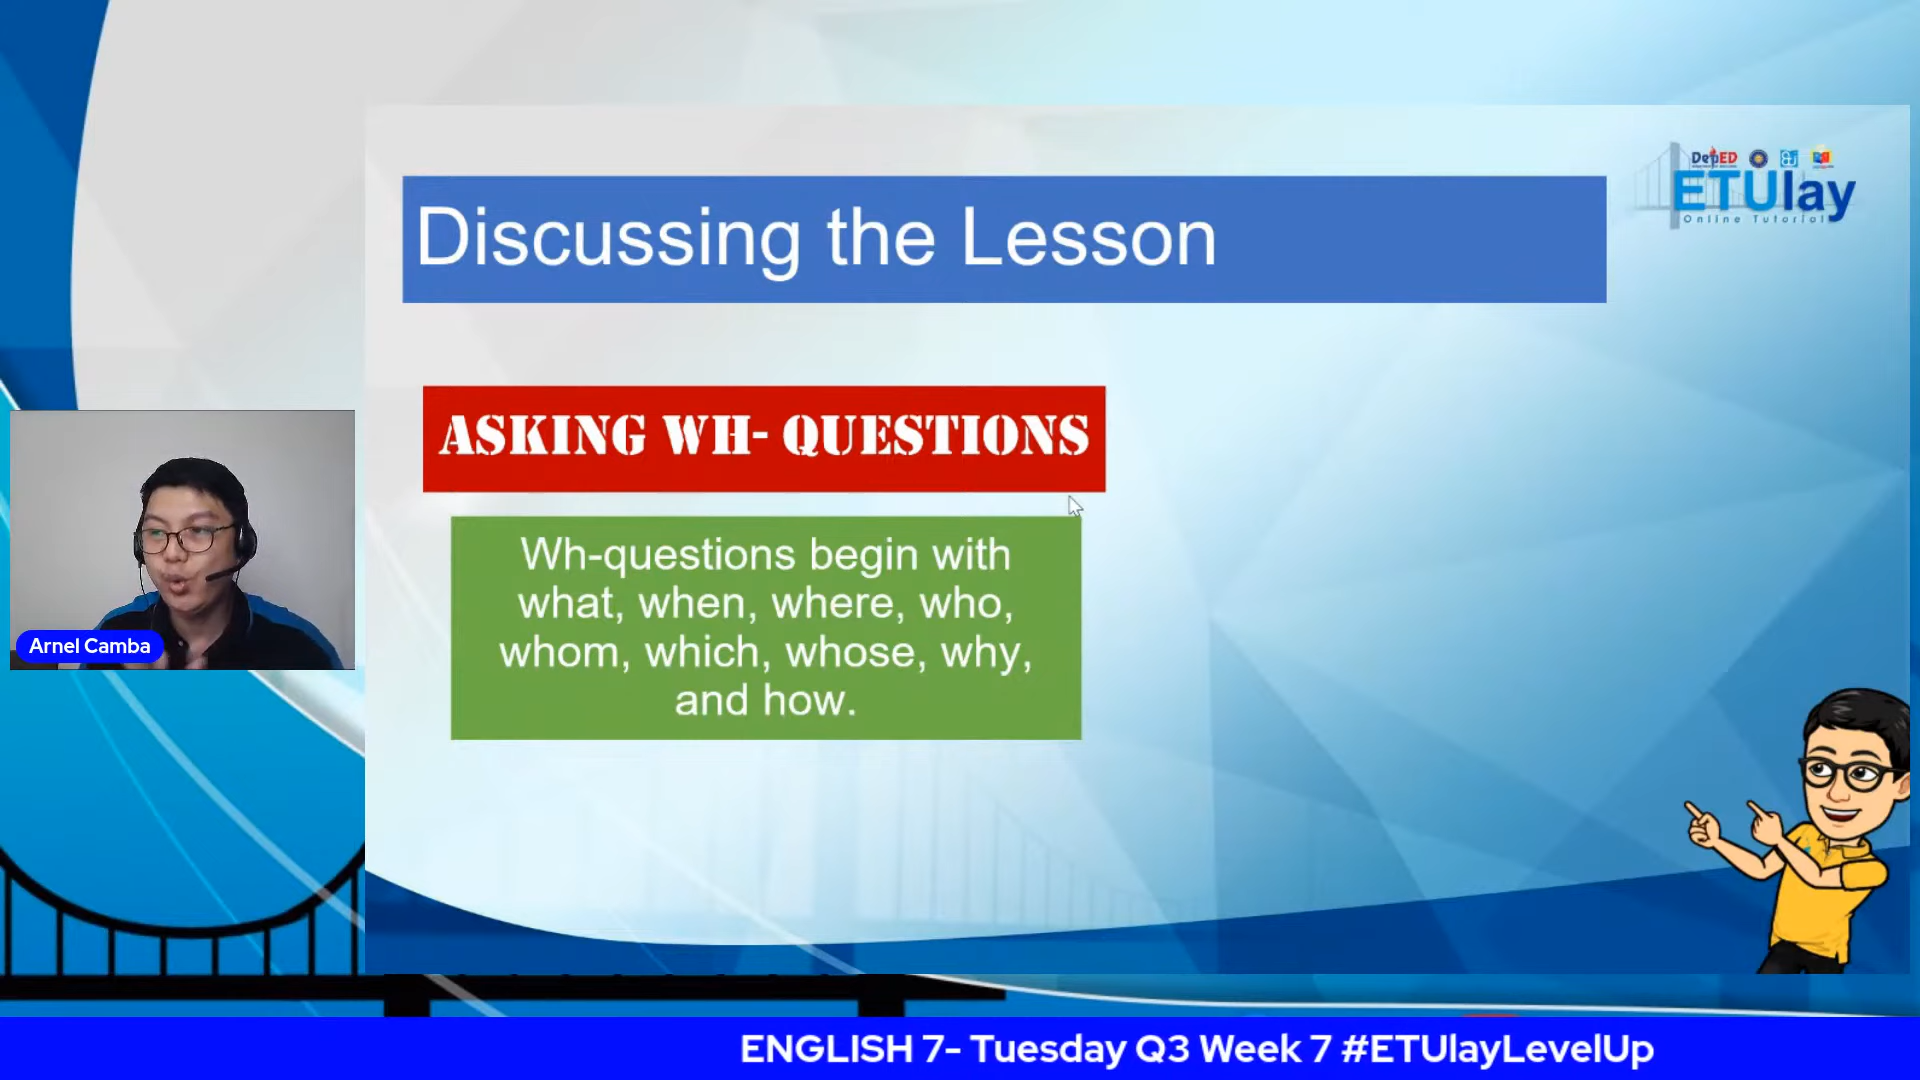 DepED
ETUlay
Online Tutorial
Discussing the Lesson
ASKING WH- QUESTIONS
Wh-questions begin with
what, when, where, who,
whom, which, whose, why,
and how.
Arnel Camba
ENGLISH 7- Tuesday Q3 Week 7 #ETUlayLevelUp